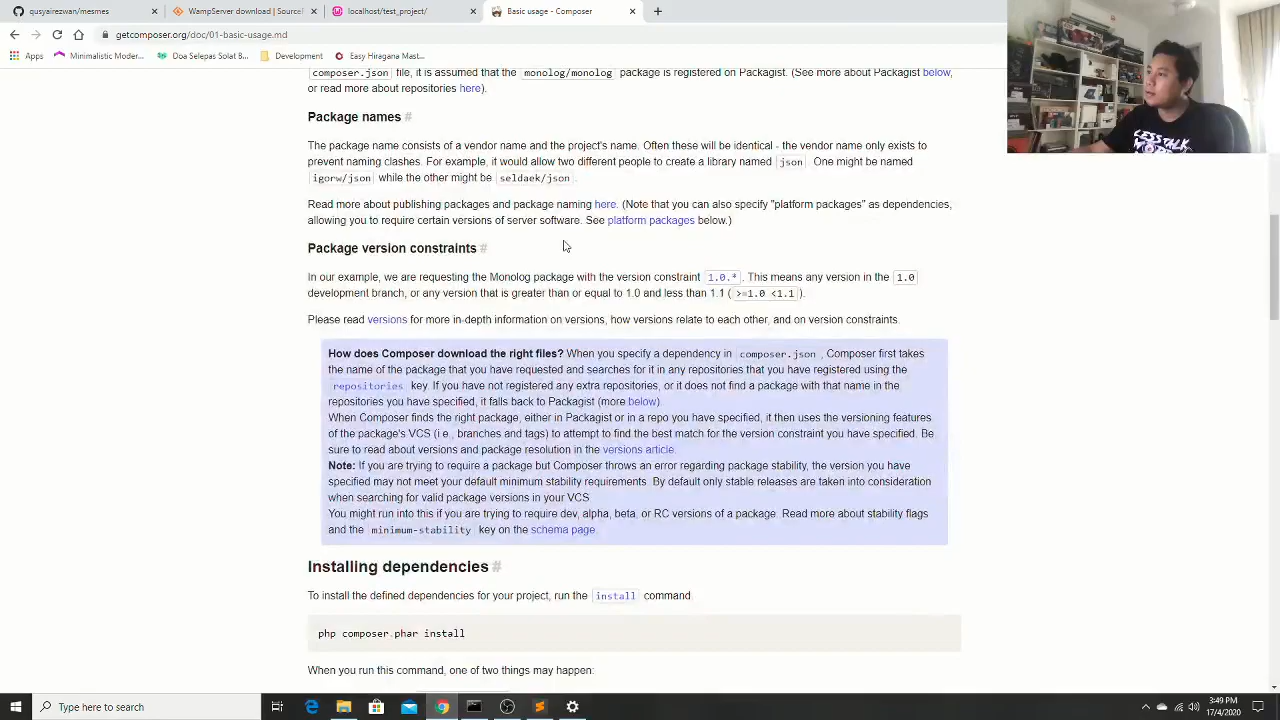 qusyairezwan/mesmes
WampServer download | SourceF
localhost/test_project/
Basic usage - Composer
getcomposer.org/doc/01-basic-usage.md
Apps
Minimalistic Moder...
Doa Selepas Solat B...
Development
Easy Hiragana Mast...
composer.json file, it is assumed that the monolog/monolog package is registered on Packagist. (See more about Packagist below,
or read more about repositories here).
Package names #
The package name consists of a vendor name and the project's name. Often these will be identical - the vendor name only exists to
prevent naming clashes. For example, it would allow two different people to create a library named json . One might be named
igorw/json while the other might be seldaek/json .
Read more about publishing packages and package naming here. (Note that you can also specify "platform packages" as dependencies,
allowing you to require certain versions of server software. See platform packages below.)
Package version constraints #
In our example, we are requesting the Monolog package with the version constraint 1.0.* . This means any version in the 1.0
development branch, or any version that is greater than or equal to 1.0 and less than 1.1 ( >=1.0 <1.1 ).
Please read versions for more in-depth information on versions, how versions relate to each other, and on version constraints.
How does Composer download the right files? When you specify a dependency in composer.json , Composer first takes
the name of the package that you have requested and searches for it in any repositories that you have registered using the
repositories key. If you have not registered any extra repositories, or it does not find a package with that name in the
repositories you have specified, it falls back to Packagist (more below).
When Composer finds the right package, either in Packagist or in a repo you have specified, it then uses the versioning features
of the package's VCS (i.e., branches and tags) to attempt to find the best match for the version constraint you have specified. Be
sure to read about versions and package resolution in the versions article.
Note: If you are trying to require a package but Composer throws an error regarding package stability, the version you have
specified may not meet your default minimum stability requirements. By default only stable releases are taken into consideration
when searching for valid package versions in your VCS.
You might run into this if you are trying to require dev, alpha, beta, or RC versions of a package. Read more about stability flags
and the minimum-stability key on the schema page.
Installing dependencies #
To install the defined dependencies for your project, run the install command.
php composer.phar install
When you run this command, one of two things may happen:
Type here to search
3:49 PM
17/4/2020